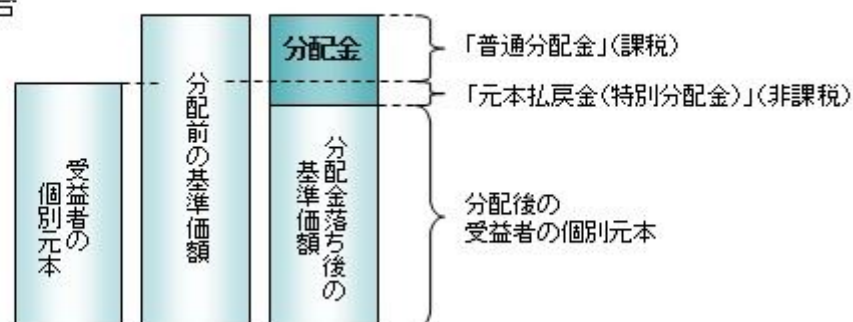 分配金
「普通分配金」(課税)
「元本払戻金(特別分配金)」(非課税)
受益者の
個別元本
分配前の基準価額
分配金落ち後の
基準価額
分配後の
受益者の個別元本